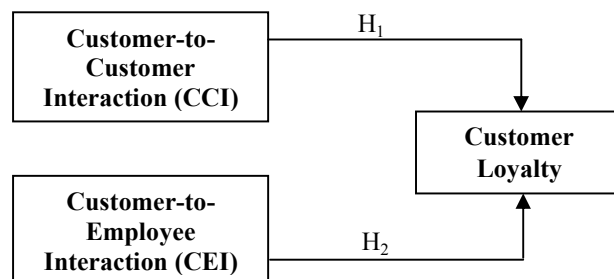 Customer-to-
Customer
Interaction (CCI)
H₁
Customer
Loyalty
Customer-to-
Employee
Interaction (CEI)
H₂